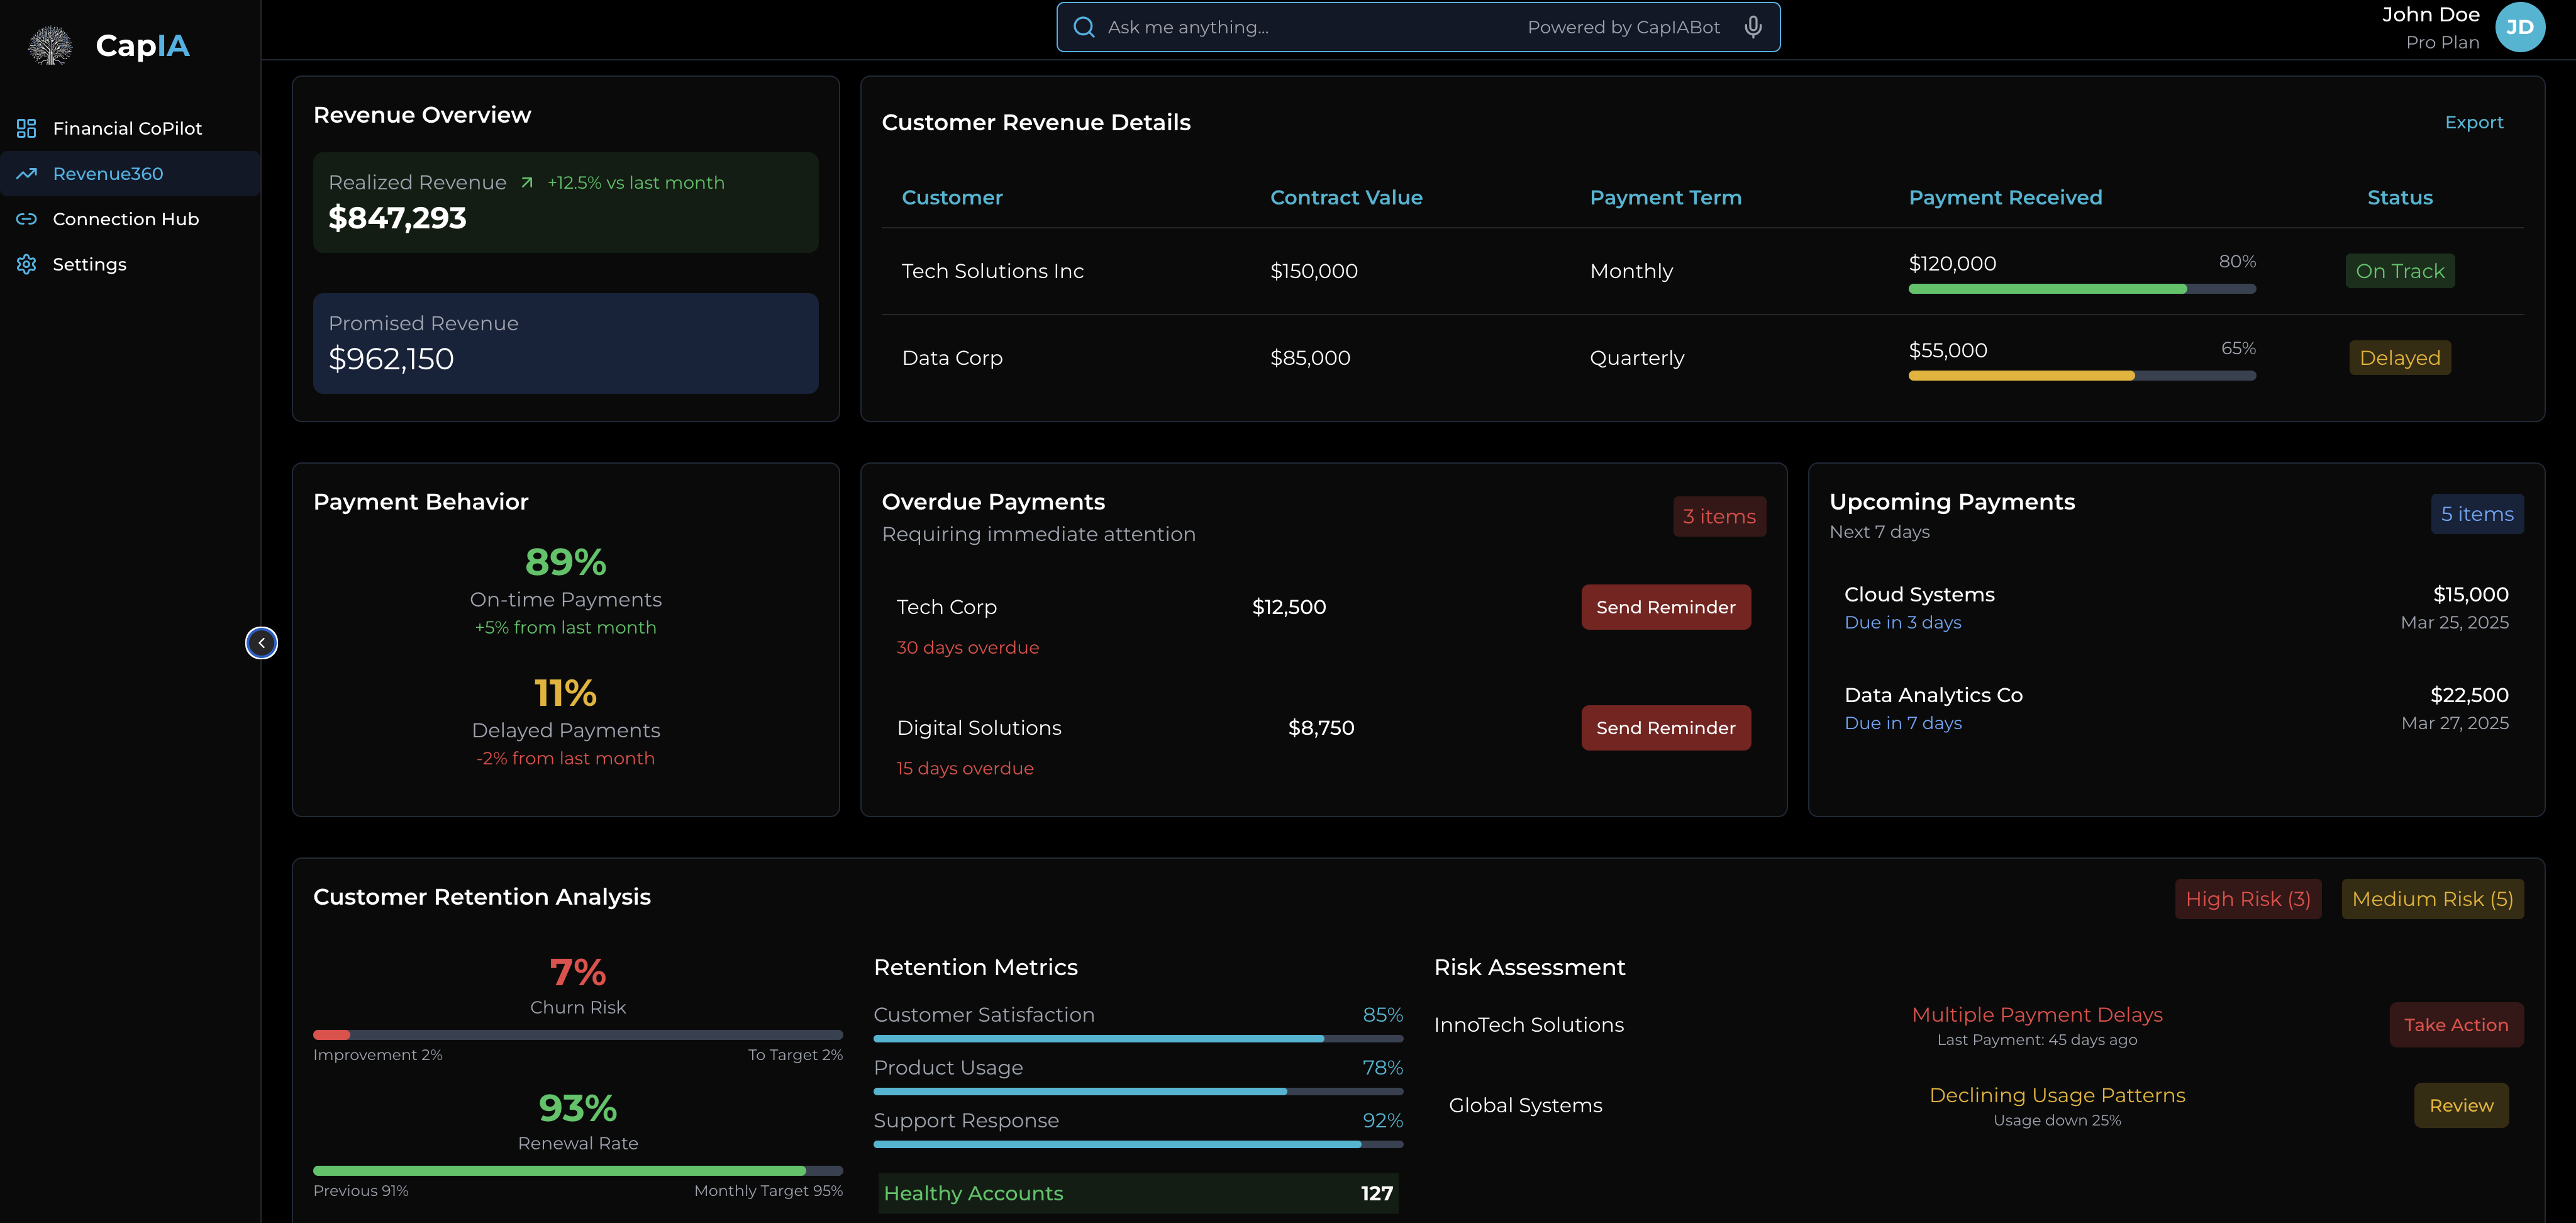 CapIA
Ask me anything... Powered by CapIABot
John Doe
Pro Plan
JD
Financial CoPilot
Revenue360
Connection Hub
Settings
Revenue Overview
Realized Revenue +12.5% vs last month
$847,293
Promised Revenue
$962,150
Customer Revenue Details
Export
Customer Contract Value Payment Term Payment Received Status
Tech Solutions Inc $150,000 Monthly $120,000 80% On Track
Data Corp $85,000 Quarterly $55,000 65% Delayed
Payment Behavior
89%
On-time Payments
+5% from last month
11%
Delayed Payments
-2% from last month
Overdue Payments
Requiring immediate attention
3 items
Tech Corp $12,500 Send Reminder
30 days overdue
Digital Solutions $8,750 Send Reminder
15 days overdue
Upcoming Payments
Next 7 days
5 items
Cloud Systems $15,000
Due in 3 days Mar 25, 2025
Data Analytics Co $22,500
Due in 7 days Mar 27, 2025
Customer Retention Analysis
High Risk (3) Medium Risk (5)
7%
Churn Risk
Improvement 2% To Target 2%
93%
Renewal Rate
Previous 91% Monthly Target 95%
Retention Metrics
Customer Satisfaction 85%
Product Usage 78%
Support Response 92%
Healthy Accounts 127
Risk Assessment
InnoTech Solutions Multiple Payment Delays Take Action
Last Payment: 45 days ago
Global Systems Declining Usage Patterns Review
Usage down 25%